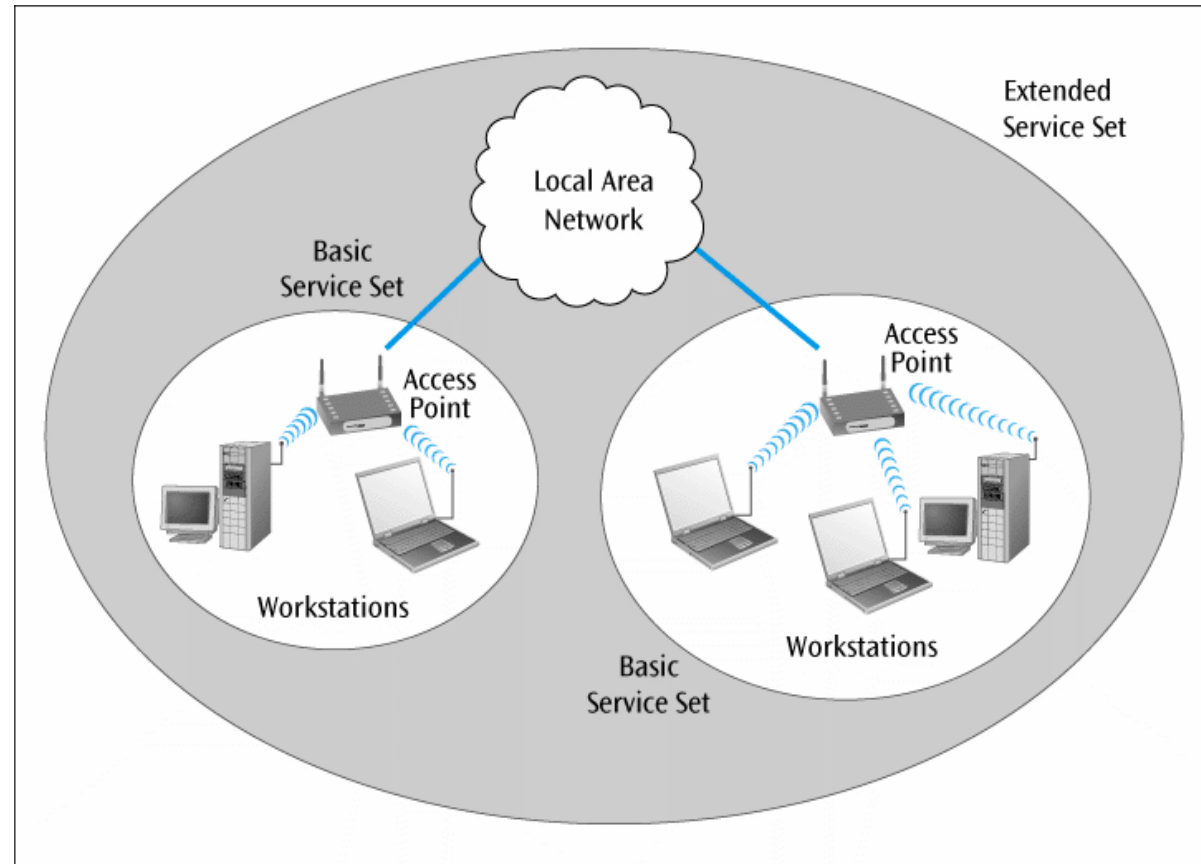 Extended
Service Set
Local Area
Network
Basic
Service Set
Access
Point
Access
Point
Workstations
Workstations
Basic
Service Set